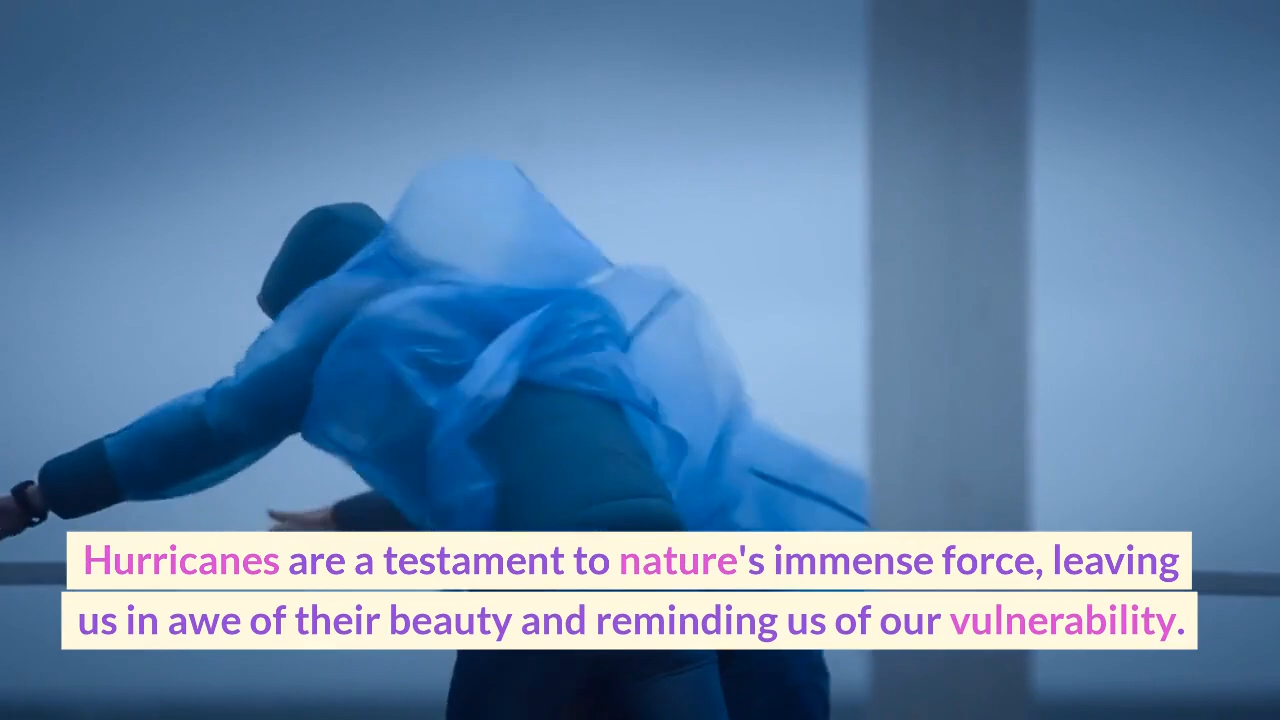 Hurricanes are a testament to nature's immense force, leaving
us in awe of their beauty and reminding us of our vulnerability.